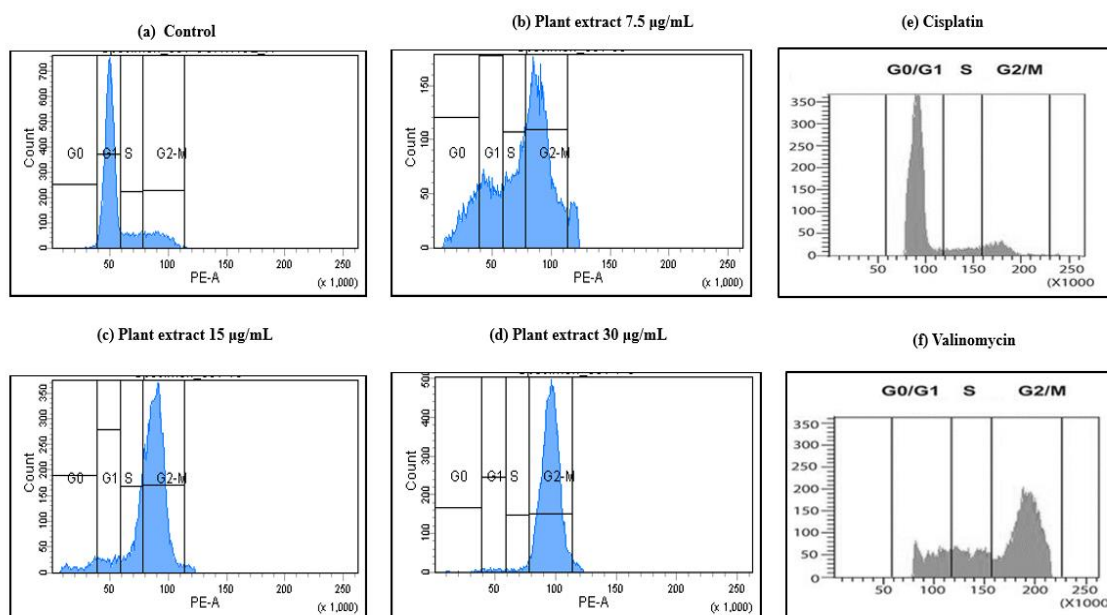 (a) Control
700
600
500
400
300
200
100
0
Count
G0
G1
S
G2-M
50
100
150
200
250
PE-A
(x 1,000)
(b) Plant extract 7.5 µg/mL
150
100
50
0
Count
G0
G1
S
G2-M
50
100
150
200
250
PE-A
(x 1,000)
(e) Cisplatin
G0/G1 S G2/M
350
300
250
200
150
100
50
0
50
100
150
200
250
(X1000
(c) Plant extract 15 µg/mL
350
300
250
200
150
100
50
0
Count
G0
G1
S
G2-M
50
100
150
200
250
PE-A
(x 1,000)
(d) Plant extract 30 µg/mL
500
400
300
200
100
0
Count
G0
G1
S
G2-M
50
100
150
200
250
PE-A
(x 1,000)
(f) Valinomycin
G0/G1 S G2/M
350
300
250
200
150
100
50
0
50
100
150
200
250
(X1000